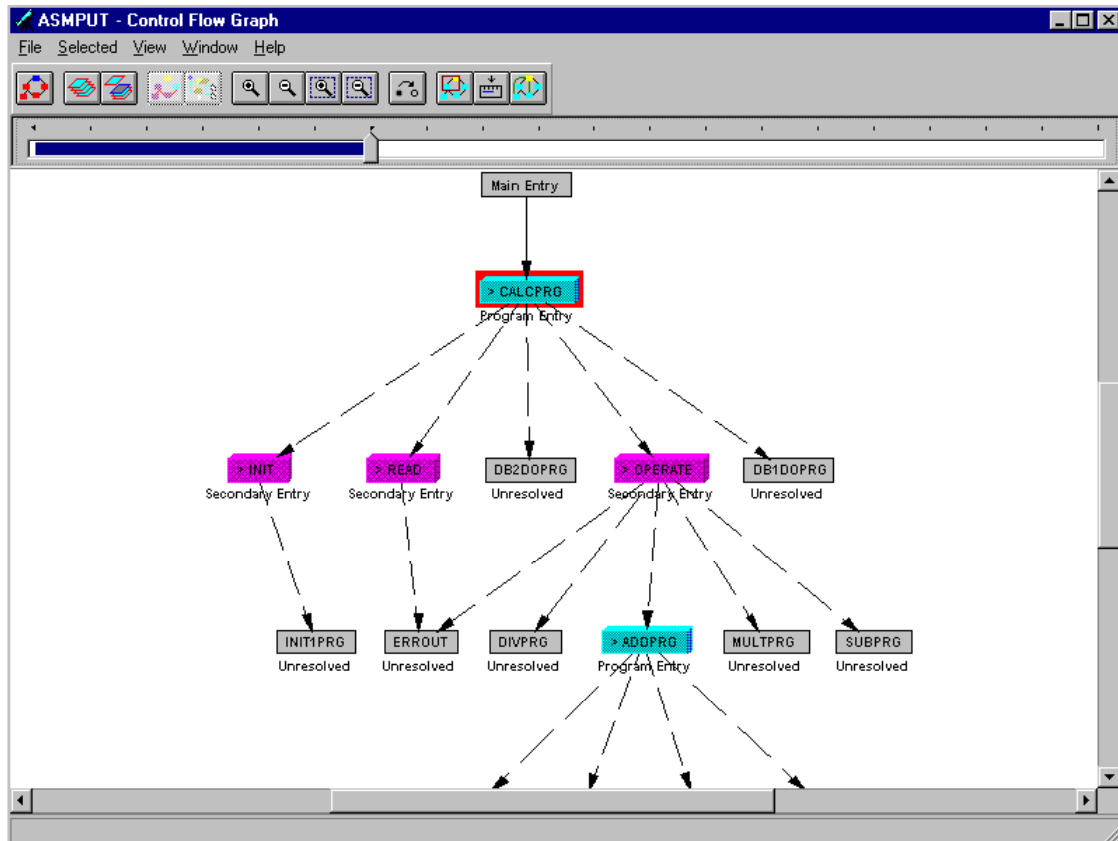 ASMPUT - Control Flow Graph
File Selected View Window Help
Main Entry
> CALCPRG
Program Entry
> INIT
> READ
DB2DOPRG
> OPERATE
DB1DOPRG
Secondary Entry
Secondary Entry
Unresolved
Secondary Entry
Unresolved
INIT1PRG
ERROUT
DIVPRG
> ADDPRG
MULTPRG
SUBPRG
Unresolved
Unresolved
Unresolved
Program Entry
Unresolved
Unresolved